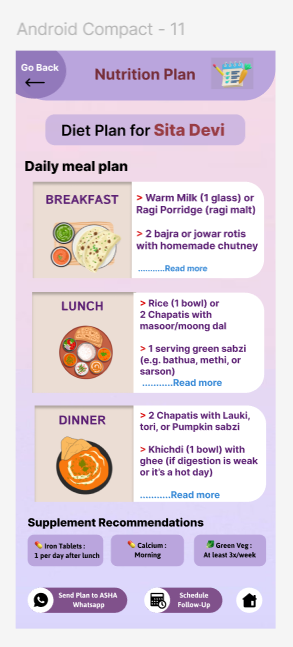 Android Compact - 11
Go Back
Nutrition Plan
Diet Plan for Sita Devi
Daily meal plan
BREAKFAST
> Warm Milk (1 glass) or
Ragi Porridge (ragi malt)
> 2 bajra or jowar rotis
with homemade chutney
...........Read more
LUNCH
> Rice (1 bowl) or
2 Chapatis with
masoor/moong dal
> 1 serving green sabzi
(e.g. bathua, methi, or
sarson)
...........Read more
DINNER
> 2 Chapatis with Lauki,
tori, or Pumpkin sabzi
> Khichdi (1 bowl) with
ghee (if digestion is weak
or it's a hot day)
...........Read more
Supplement Recommendations
Iron Tablets :
1 per day after lunch
Calcium :
Morning
Green Veg :
At least 3x/week
Send Plan to ASHA
Whatsapp
Schedule
Follow-Up